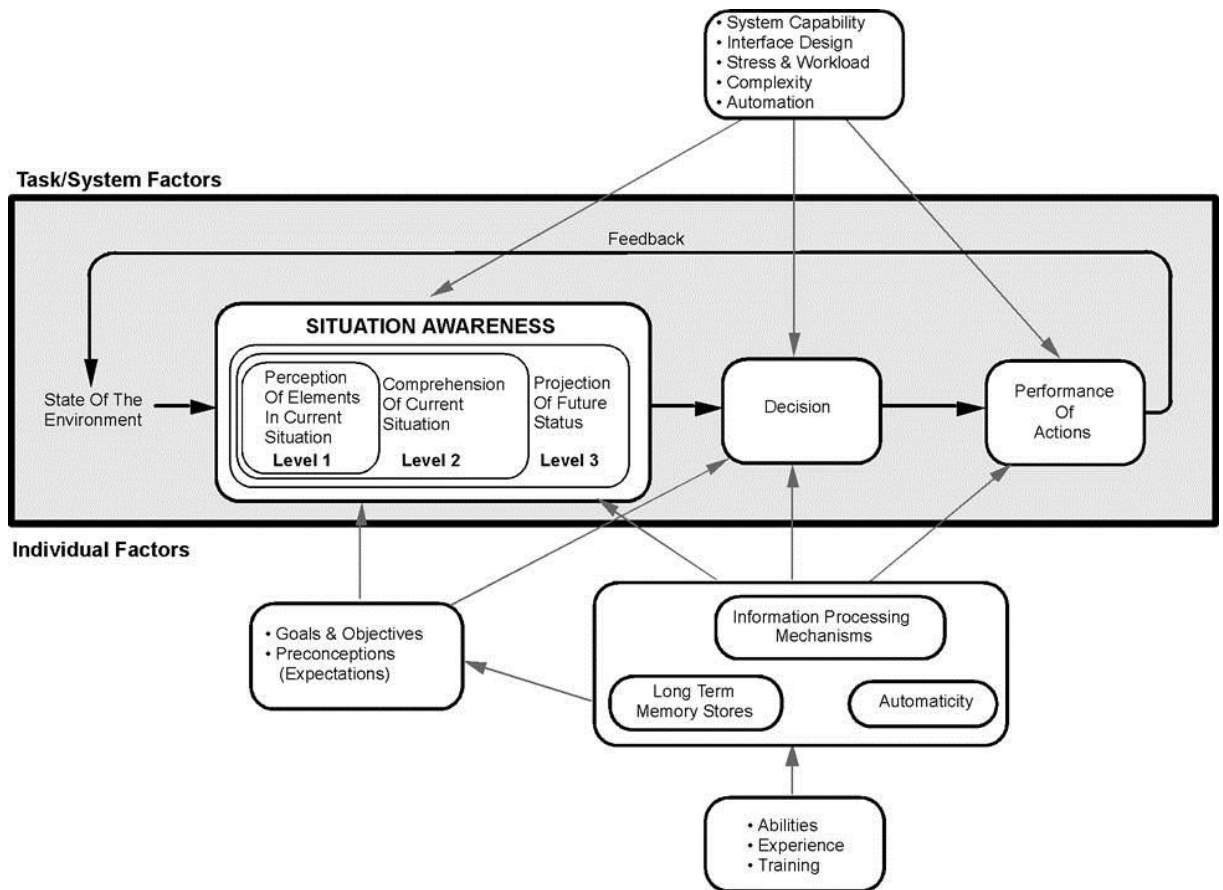 • System Capability
• Interface Design
• Stress & Workload
• Complexity
• Automation
Task/System Factors
Feedback
SITUATION AWARENESS
State Of The
Environment
Perception
Of Elements
In Current
Situation
Level 1
Comprehension
Of Current
Situation
Level 2
Projection
Of Future
Status
Level 3
Decision
Performance
Of
Actions
Individual Factors
• Goals & Objectives
• Preconceptions
(Expectations)
Information Processing
Mechanisms
Long Term
Memory Stores
Automaticity
• Abilities
• Experience
• Training